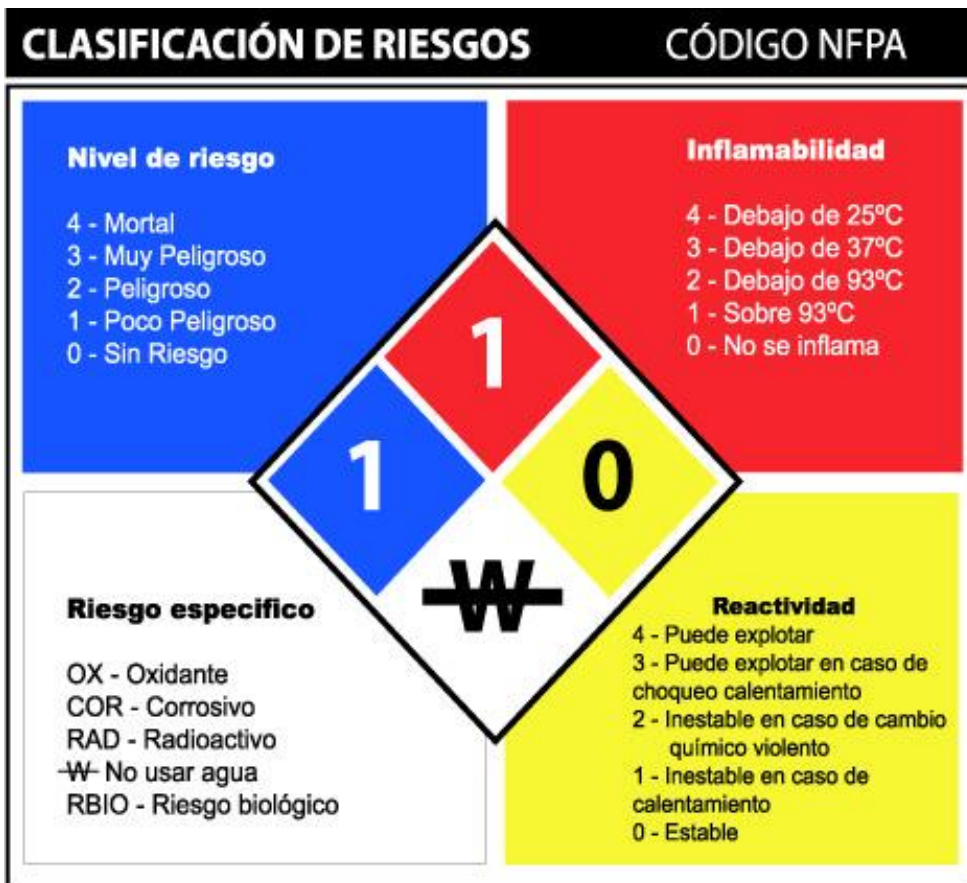 CLASIFICACIÓN DE RIESGOS CÓDIGO NFPA
Nivel de riesgo
4 - Mortal
3 - Muy Peligroso
2 - Peligroso
1 - Poco Peligroso
0 - Sin Riesgo
Inflamabilidad
4 - Debajo de 25ºC
3 - Debajo de 37ºC
2 - Debajo de 93ºC
1 - Sobre 93ºC
0 - No se inflama
1
1
0
W
Riesgo especifico
OX - Oxidante
COR - Corrosivo
RAD - Radioactivo
W No usar agua
RBIO - Riesgo biológico
Reactividad
4 - Puede explotar
3 - Puede explotar en caso de
choqueo calentamiento
2 - Inestable en caso de cambio
químico violento
1 - Inestable en caso de
calentamiento
0 - Estable